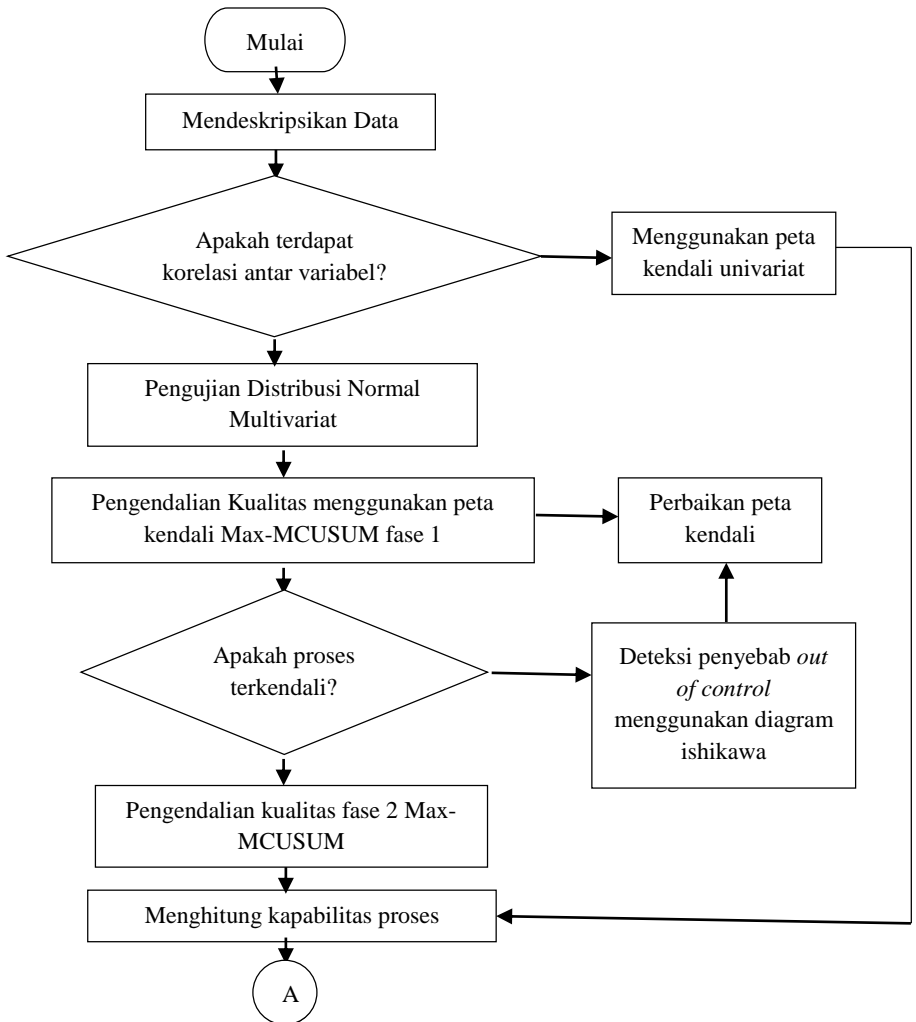 Mulai
Mendeskripsikan Data
Apakah terdapat
korelasi antar variabel?
Menggunakan peta
kendali univariat
Pengujian Distribusi Normal
Multivariat
Pengendalian Kualitas menggunakan peta
kendali Max-MCUSUM fase 1
Perbaikan peta
kendali
Apakah proses
terkendali?
Deteksi penyebab out
of control
menggunakan diagram
ishikawa
Pengendalian kualitas fase 2 Max-
MCUSUM
Menghitung kapabilitas proses
A